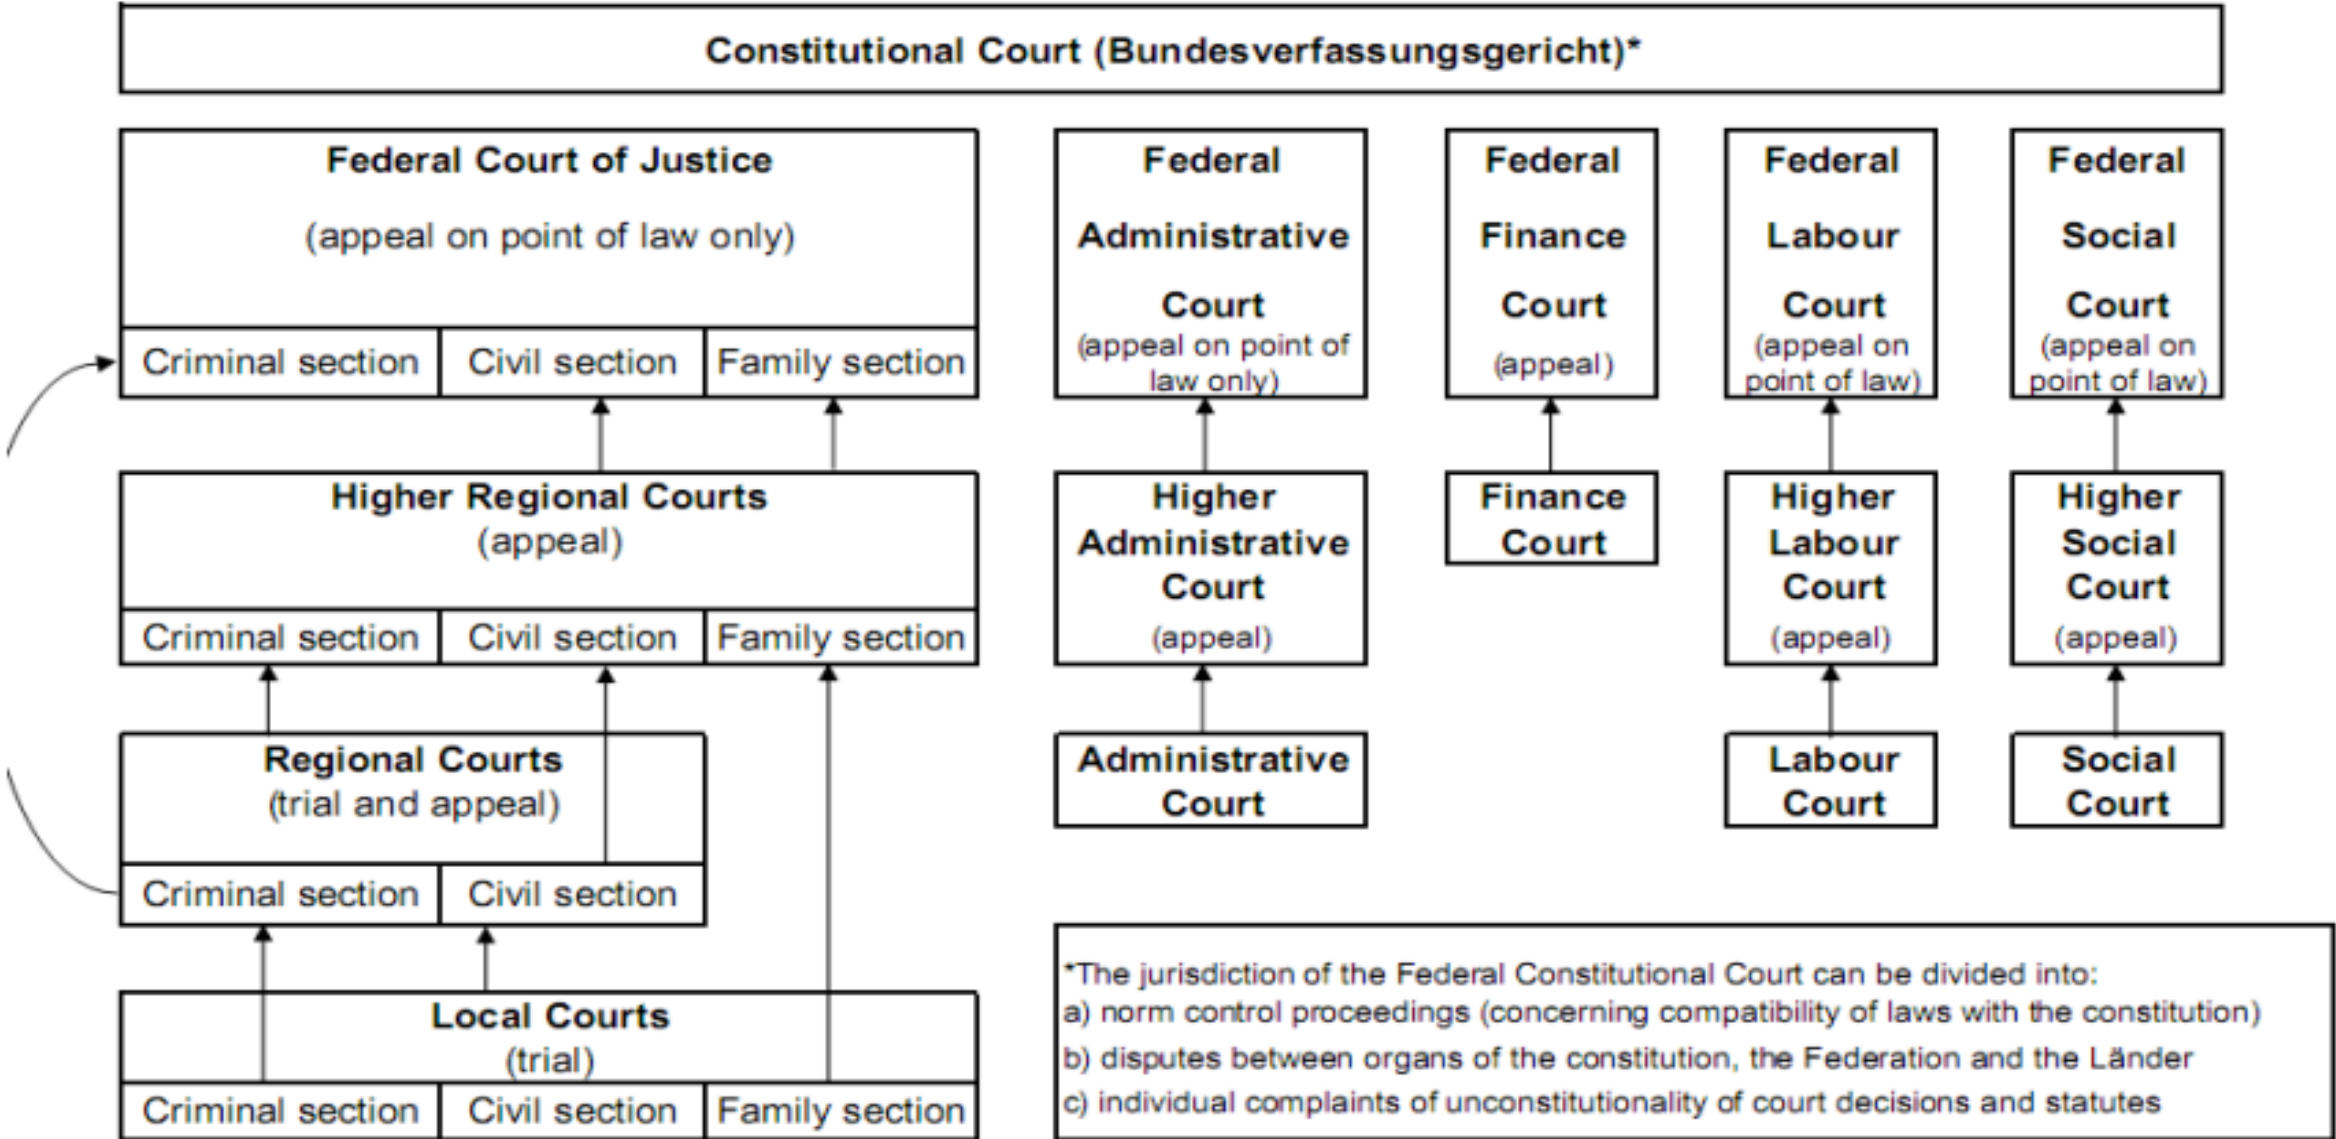 Constitutional Court (Bundesverfassungsgericht)*
Federal Court of Justice
(appeal on point of law only)
Criminal section
Civil section
Family section
Federal
Administrative
Court
(appeal on point of
law only)
Federal
Finance
Court
(appeal)
Federal
Labour
Court
(appeal on
point of law)
Federal
Social
Court
(appeal on
point of law)
Higher Regional Courts
(appeal)
Criminal section
Civil section
Family section
Higher
Administrative
Court
(appeal)
Finance
Court
Higher
Labour
Court
(appeal)
Higher
Social
Court
(appeal)
Regional Courts
(trial and appeal)
Criminal section
Civil section
Administrative
Court
Labour
Court
Social
Court
Local Courts
(trial)
Criminal section
Civil section
Family section
*The jurisdiction of the Federal Constitutional Court can be divided into:
a) norm control proceedings (concerning compatibility of laws with the constitution)
b) disputes between organs of the constitution, the Federation and the Länder
c) individual complaints of unconstitutionality of court decisions and statutes